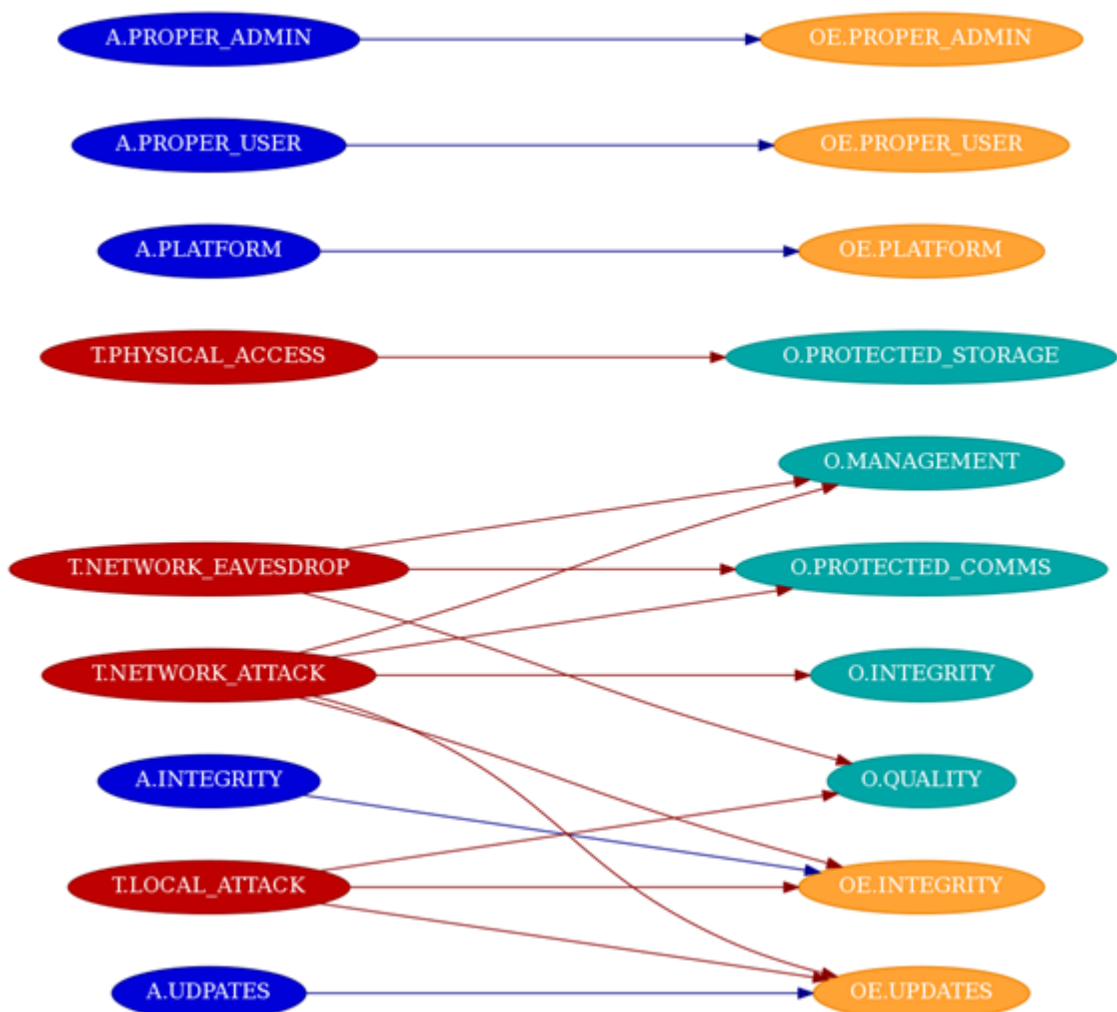 A.PROPER_ADMIN OE.PROPER_ADMIN
A.PROPER_USER OE.PROPER_USER
A.PLATFORM OE.PLATFORM
T.PHYSICAL_ACCESS O.PROTECTED_STORAGE
O.MANAGEMENT
T.NETWORK_EAVESDROP O.PROTECTED_COMMS
T.NETWORK_ATTACK O.INTEGRITY
A.INTEGRITY O.QUALITY
T.LOCAL_ATTACK OE.INTEGRITY
A.UDPATES OE.UPDATES